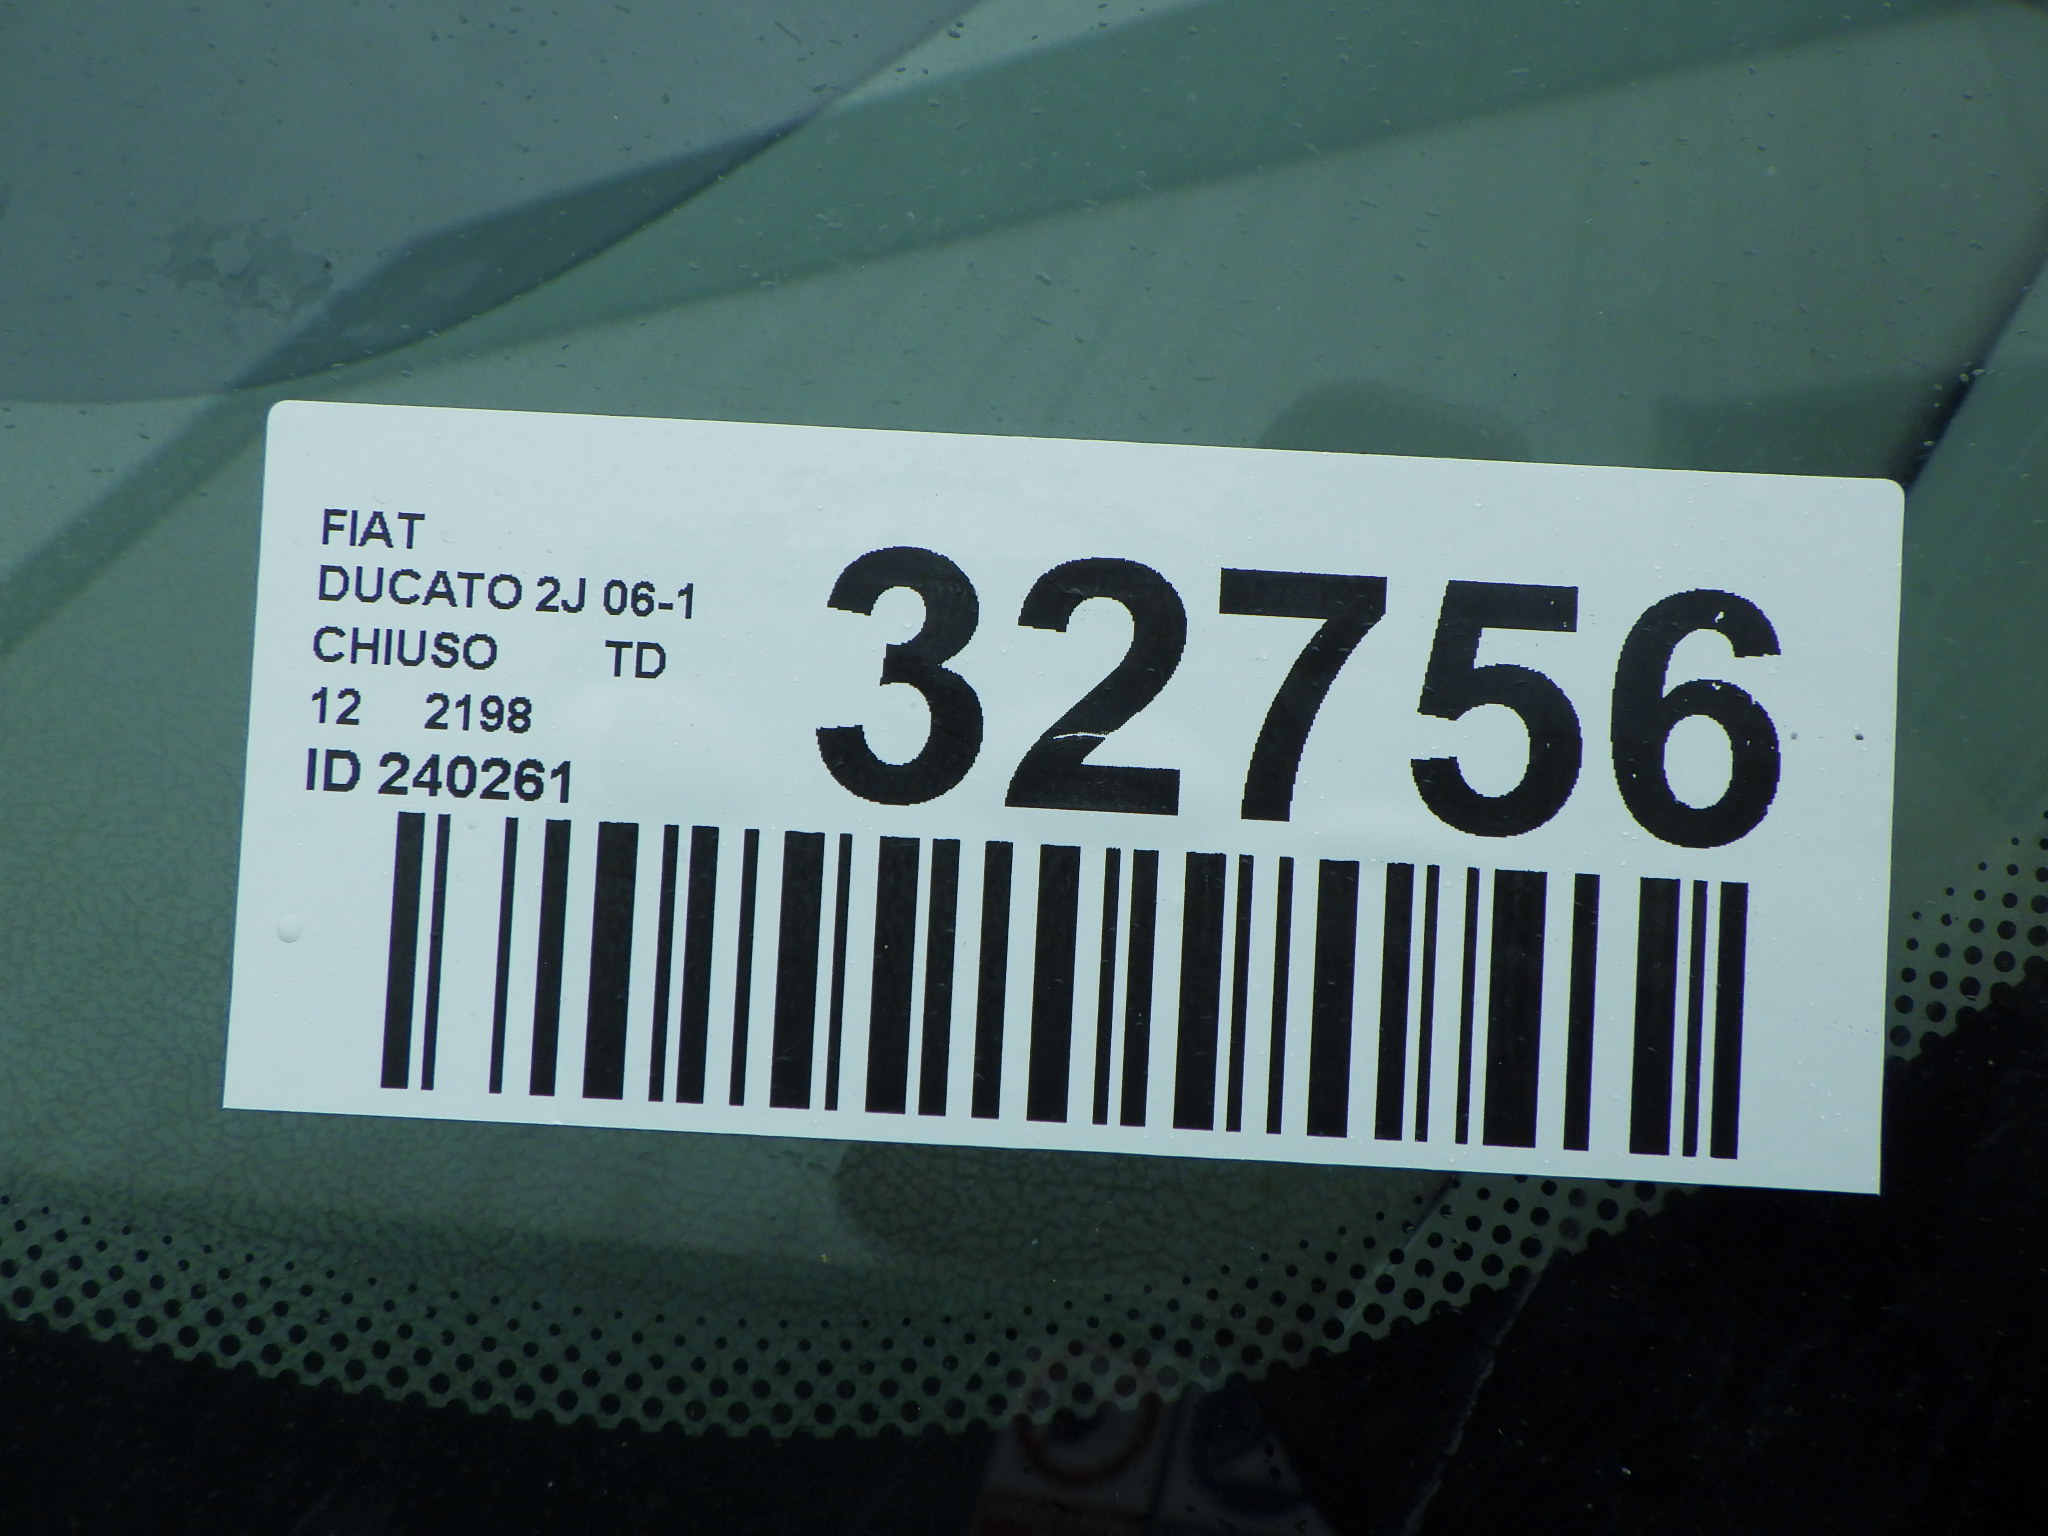 FIAT
DUCATO 2J 06-1
CHIUSO TD
12 2198
ID 240261
32756